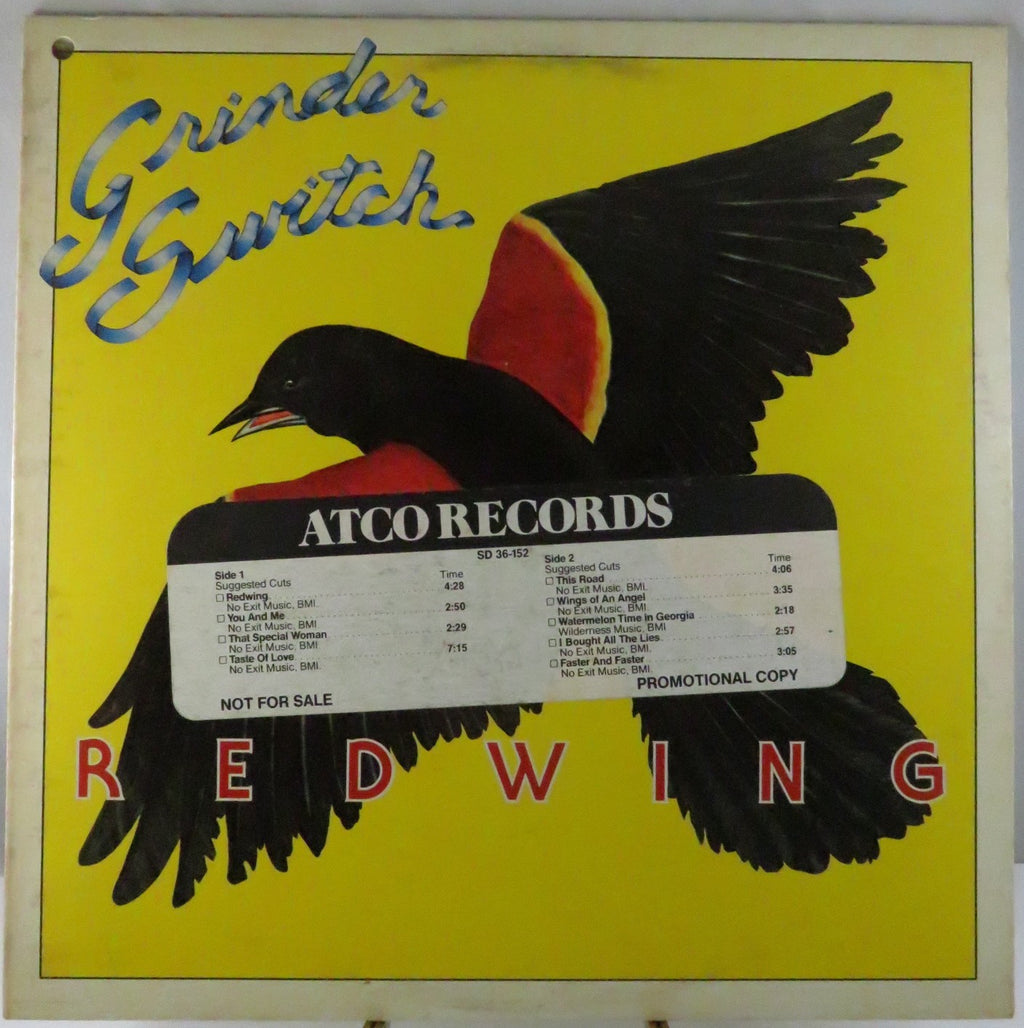 Grinder
Switch
ATCO RECORDS
SD 36-152
Side 1
Suggested Cuts Time
☐ Redwing 4:28
No Exit Music, BMI.
☐ You And Me 2:50
No Exit Music, BMI
☐ That Special Woman 2:29
No Exit Music, BMI
☐ Taste Of Love 7:15
No Exit Music, BMI.
NOT FOR SALE
Side 2
Suggested Cuts Time
☐ This Road 4:06
No Exit Music, BMI.
☐ Wings of An Angel 3:35
No Exit Music, BMI.
☐ Watermelon Time in Georgia 2:18
Wilderness Music, BMI
☐ I Bought All The Lies 2:57
No Exit Music, BMI.
☐ Faster And Faster 3:05
No Exit Music, BMI.
PROMOTIONAL COPY
REDWING